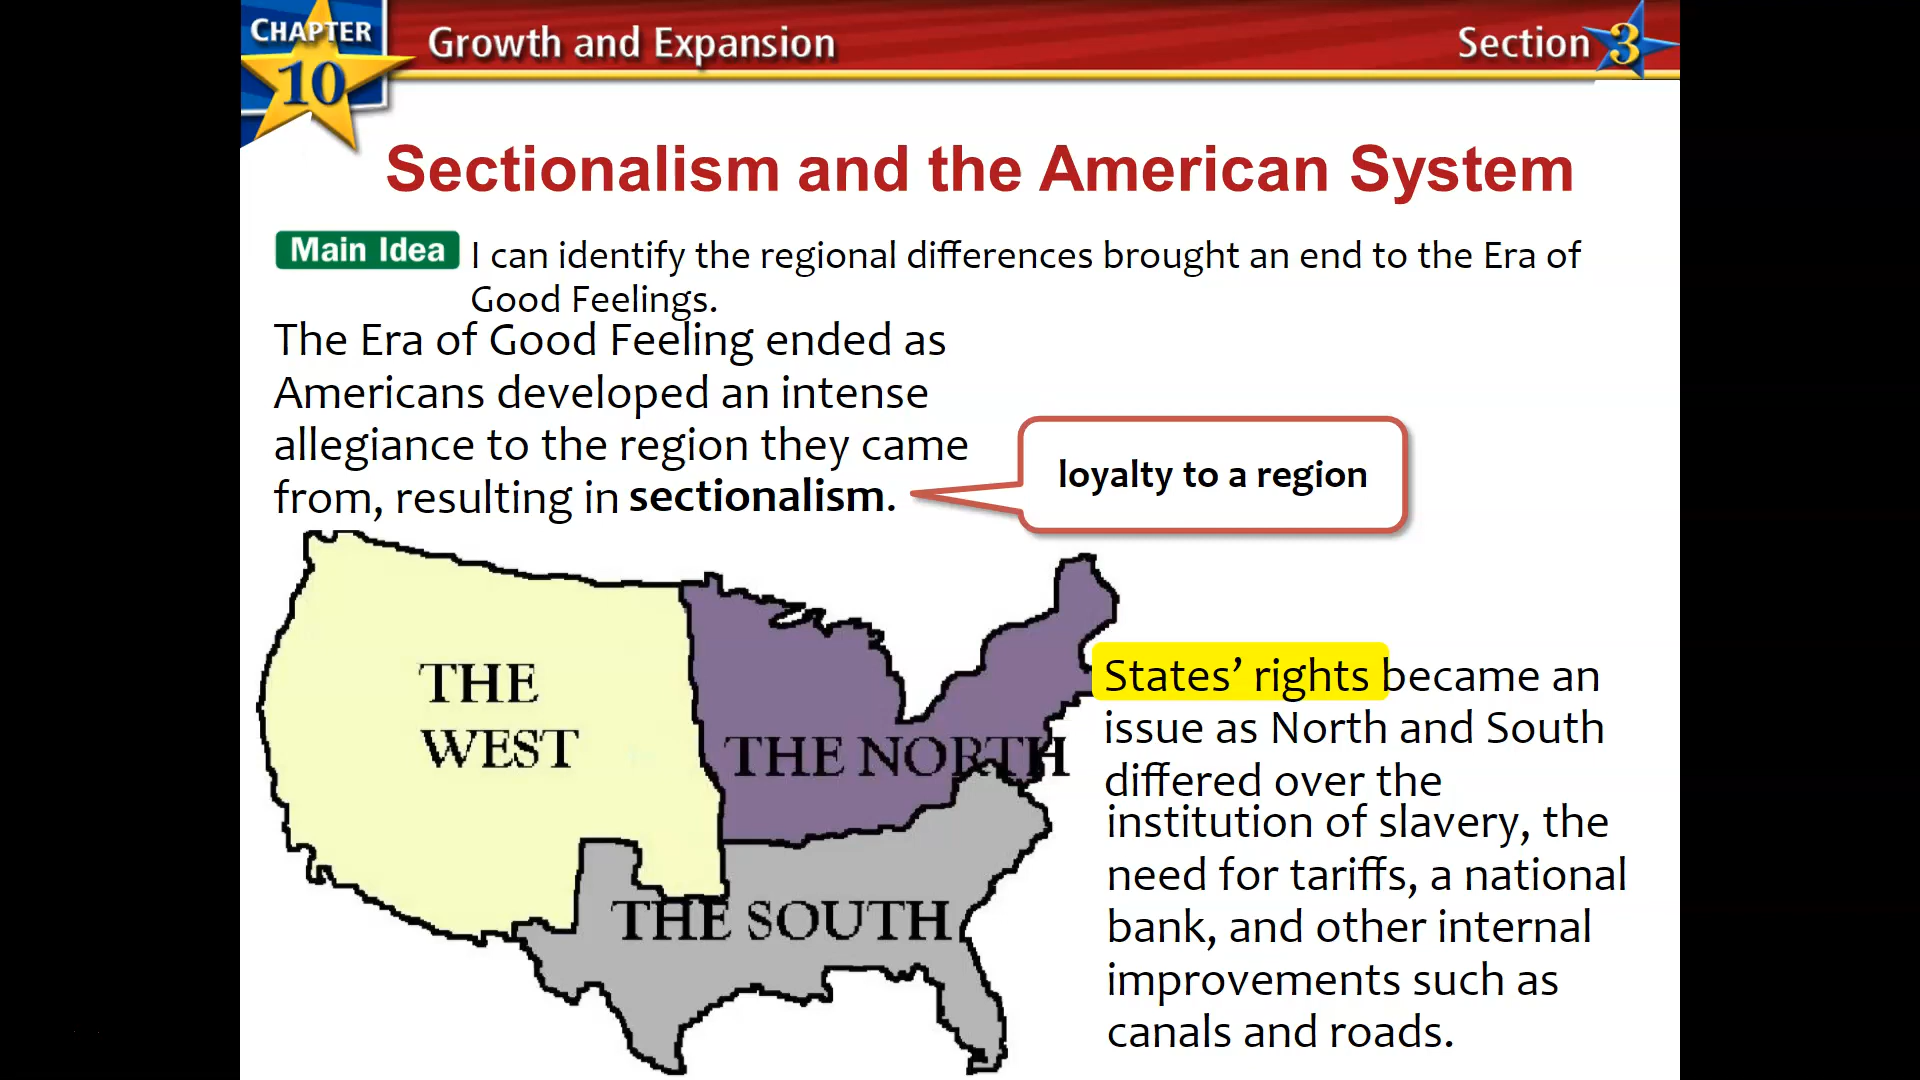 CHAPTER
10
Growth and Expansion
Section 3
Sectionalism and the American System
Main Idea
I can identify the regional differences brought an end to the Era of
Good Feelings.
The Era of Good Feeling ended as
Americans developed an intense
allegiance to the region they came
from, resulting in sectionalism.
loyalty to a region
THE
WEST
THE NORTH
THE SOUTH
States’ rights became an
issue as North and South
differed over the
institution of slavery, the
need for tariffs, a national
bank, and other internal
improvements such as
canals and roads.